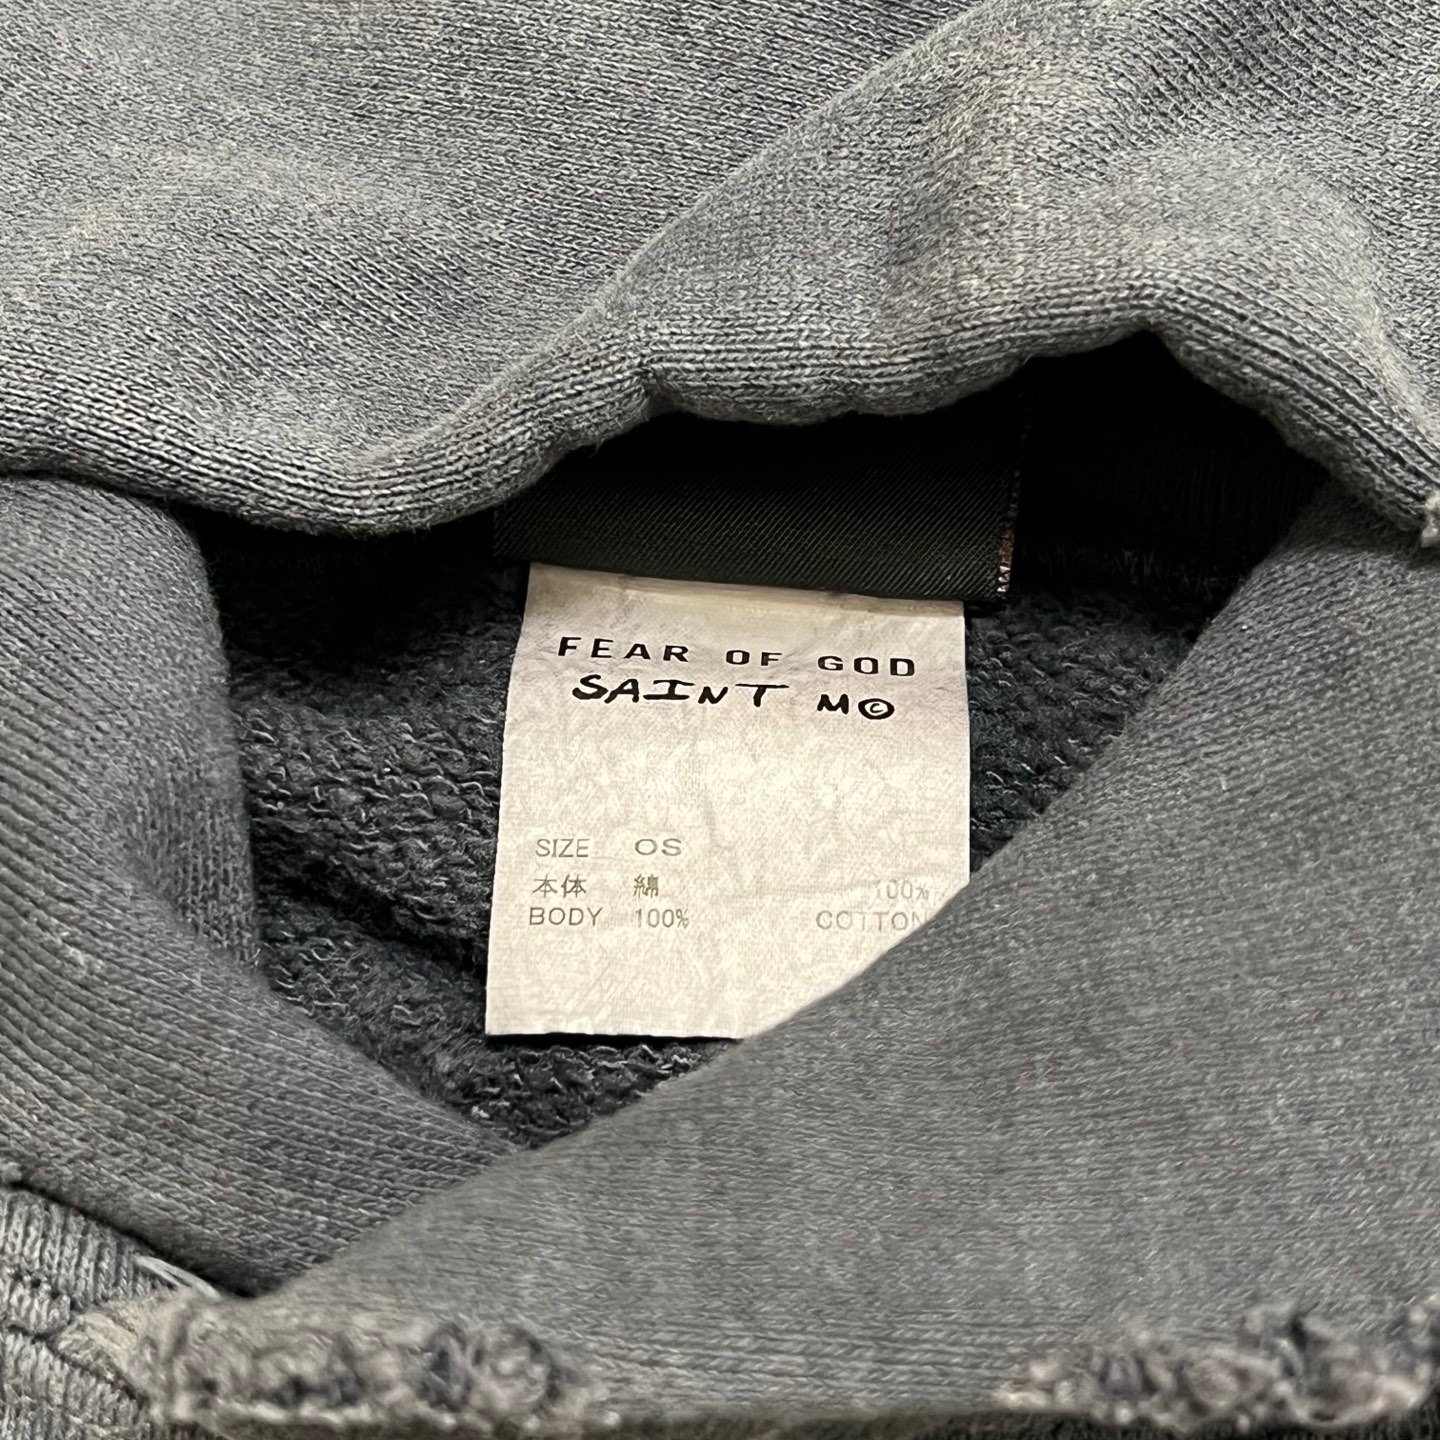 FEAR OF GOD
SAINT M©
SIZE OS
本体 綿 100%
BODY 100% COTTON